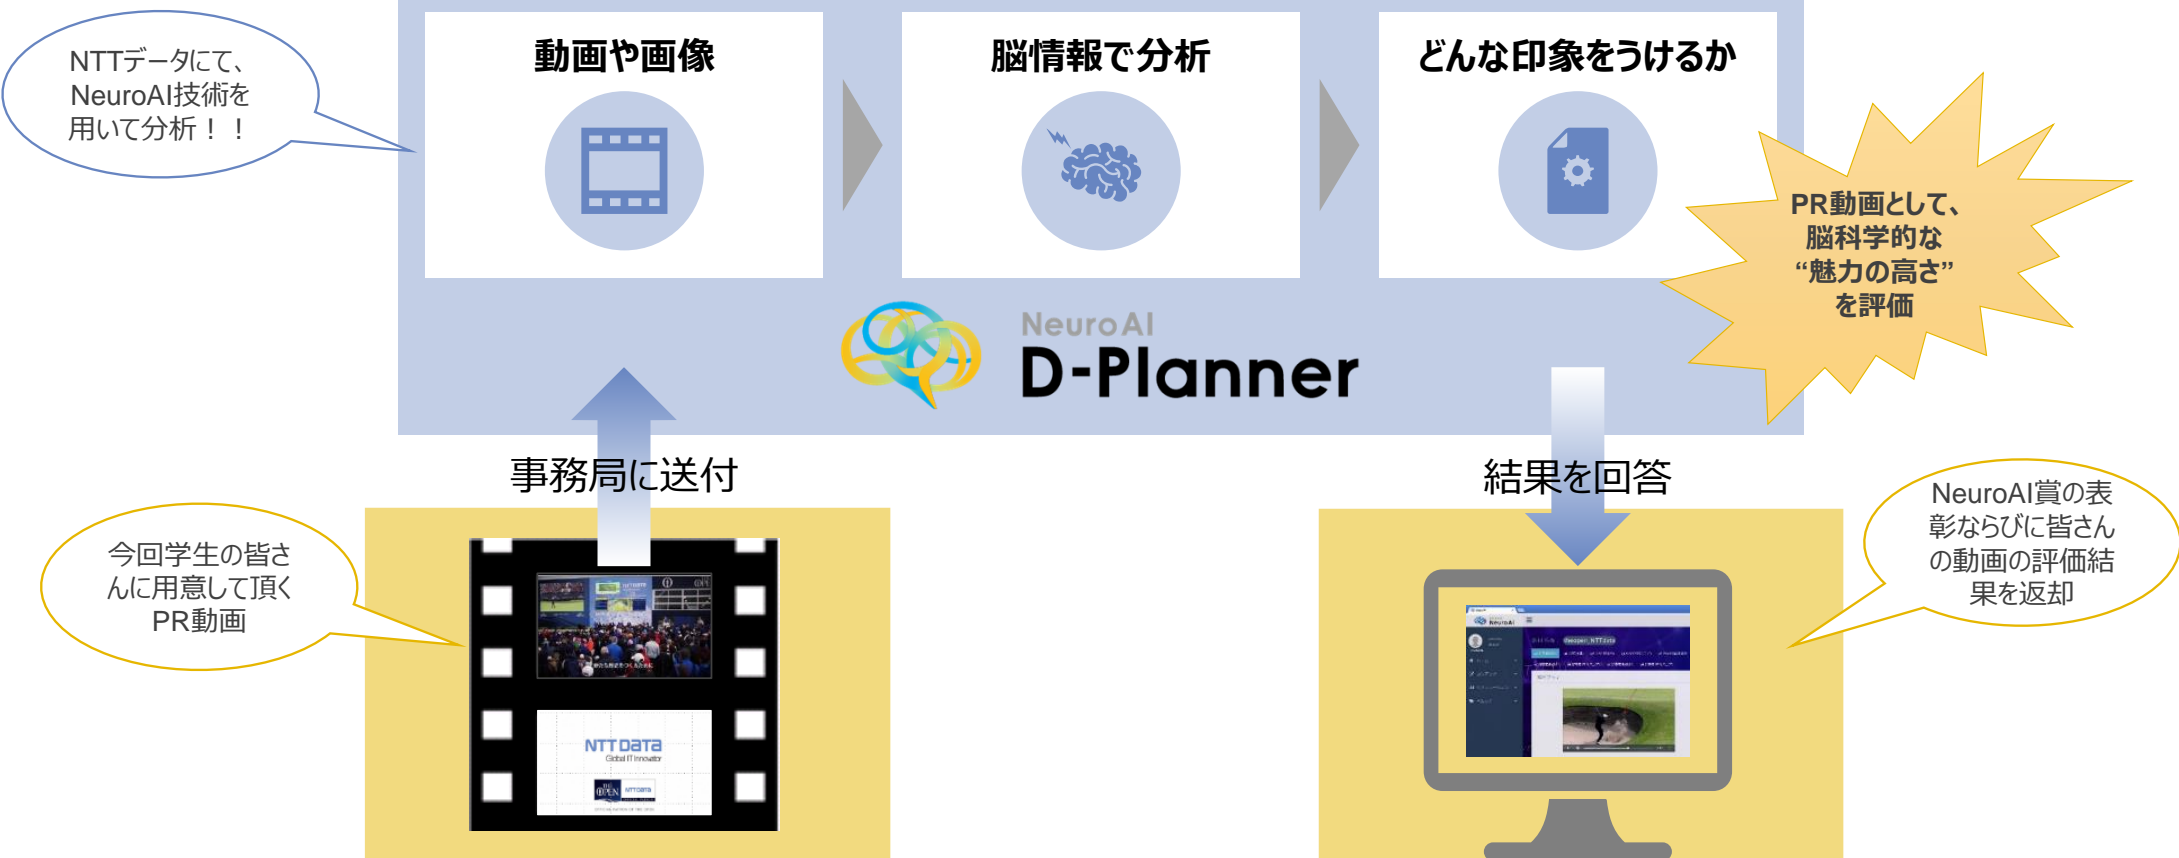 NTTデータにて、
NeuroAI技術を
用いて分析！！
動画や画像
脳情報で分析
どんな印象をうけるか
PR動画として、
脳科学的な
“魅力の高さ”
を評価
NeuroAI
D-Planner
事務局に送付
結果を回答
今回学生の皆さ
んに用意して頂く
PR動画
NeuroAI賞の表
彰ならびに皆さん
の動画の評価結
果を返却
NTT DATA
Global IT Innovator
THE
OPEN
NTT DATA
NeuroAI